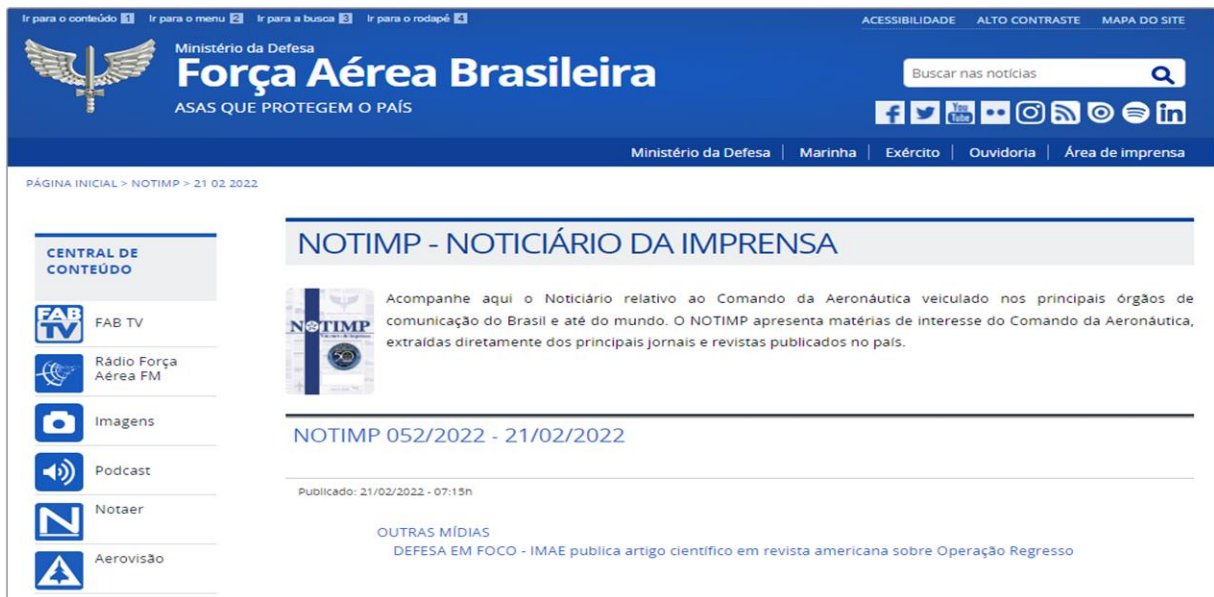 Ir para o conteúdo 1 Ir para o menu 2 Ir para a busca 3 Ir para o rodapé 4
ACESSIBILIDADE ALTO CONTRASTE MAPA DO SITE
Ministério da Defesa
Força Aérea Brasileira
ASAS QUE PROTEGEM O PAÍS
Buscar nas notícias
You Tube
in
Ministério da Defesa | Marinha | Exército | Ouvidoria | Área de imprensa
PÁGINA INICIAL > NOTIMP > 21 02 2022
CENTRAL DE
CONTEÚDO
FAB TV
FAB TV
Rádio Força
Aérea FM
Imagens
Podcast
Notaer
Aerovisão
NOTIMP - NOTICIÁRIO DA IMPRENSA
NOTIMP
50
Acompanhe aqui o Noticiário relativo ao Comando da Aeronáutica veiculado nos principais órgãos de
comunicação do Brasil e até do mundo. O NOTIMP apresenta matérias de interesse do Comando da Aeronáutica,
extraídas diretamente dos principais jornais e revistas publicados no país.
NOTIMP 052/2022 - 21/02/2022
Publicado: 21/02/2022 - 07:15h
OUTRAS MÍDIAS
DEFESA EM FOCO - IMAE publica artigo científico em revista americana sobre Operação Regresso